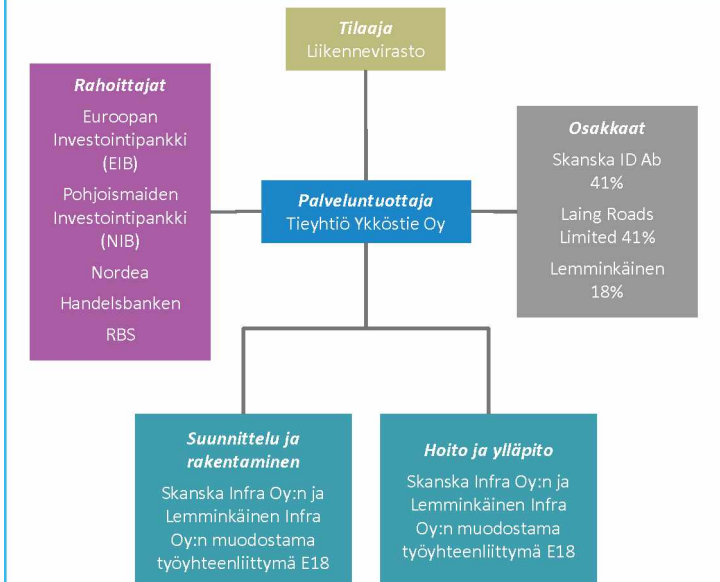 Tilaaja
Liikennevirasto
Rahoittajat
Euroopan
Investointipankki
(EIB)
Pohjoismaiden
Investointipankki
(NIB)
Nordea
Handelsbanken
RBS
Palveluntuottaja
Tieyhtiö Ykköstie Oy
Osakkaat
Skanska ID Ab
41%
Laing Roads
Limited 41%
Lemminkäinen
18%
Suunnittelu ja
rakentaminen
Skanska Infra Oy:n ja
Lemminkäinen Infra
Oy:n muodostama
työyhteenliittymä E18
Hoito ja ylläpito
Skanska Infra Oy:n ja
Lemminkäinen Infra
Oy:n muodostama
työyhteenliittymä E18